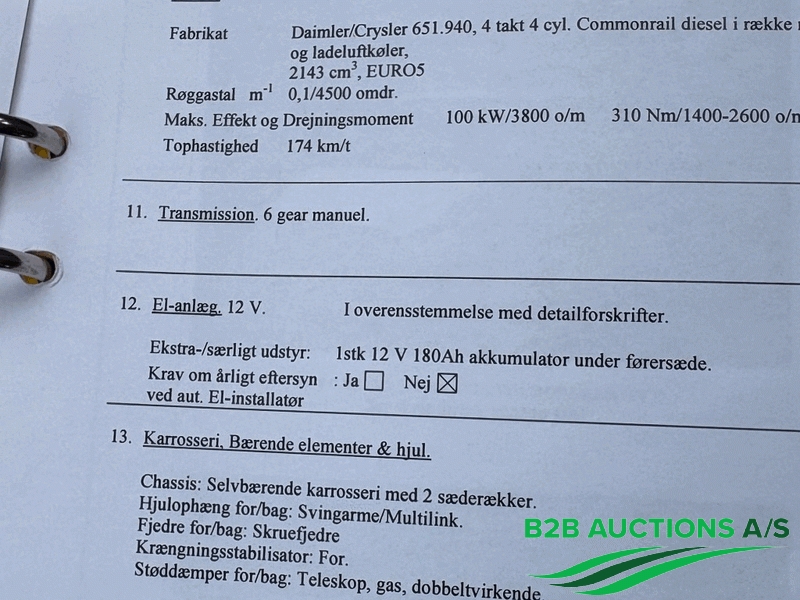 Fabrikat Daimler/Crysler 651.940, 4 takt 4 cyl. Commonrail diesel i række
og ladeluftkøler,
2143 cm³, EURO5
Røggastal m⁻¹ 0,1/4500 omdr.
Maks. Effekt og Drejningsmoment 100 kW/3800 o/m 310 Nm/1400-2600 o/m
Tophastighed 174 km/t
11. Transmission. 6 gear manuel.
12. El-anlæg. 12 V. I overensstemmelse med detailforskrifter.
Ekstra-/særligt udstyr: 1stk 12 V 180Ah akkumulator under førersæde.
Krav om årligt eftersyn : Ja ☐ Nej ☒
ved aut. El-installatør
13. Karrosseri, Bærende elementer & hjul.
Chassis: Selvbærende karrosseri med 2 sæderækker.
Hjulophæng for/bag: Svingarme/Multilink.
Fjedre for/bag: Skruefjedre
Krængningsstabilisator: For.
Støddæmper for/bag: Teleskop, gas, dobbeltvirkende
B2B AUCTIONS A/S